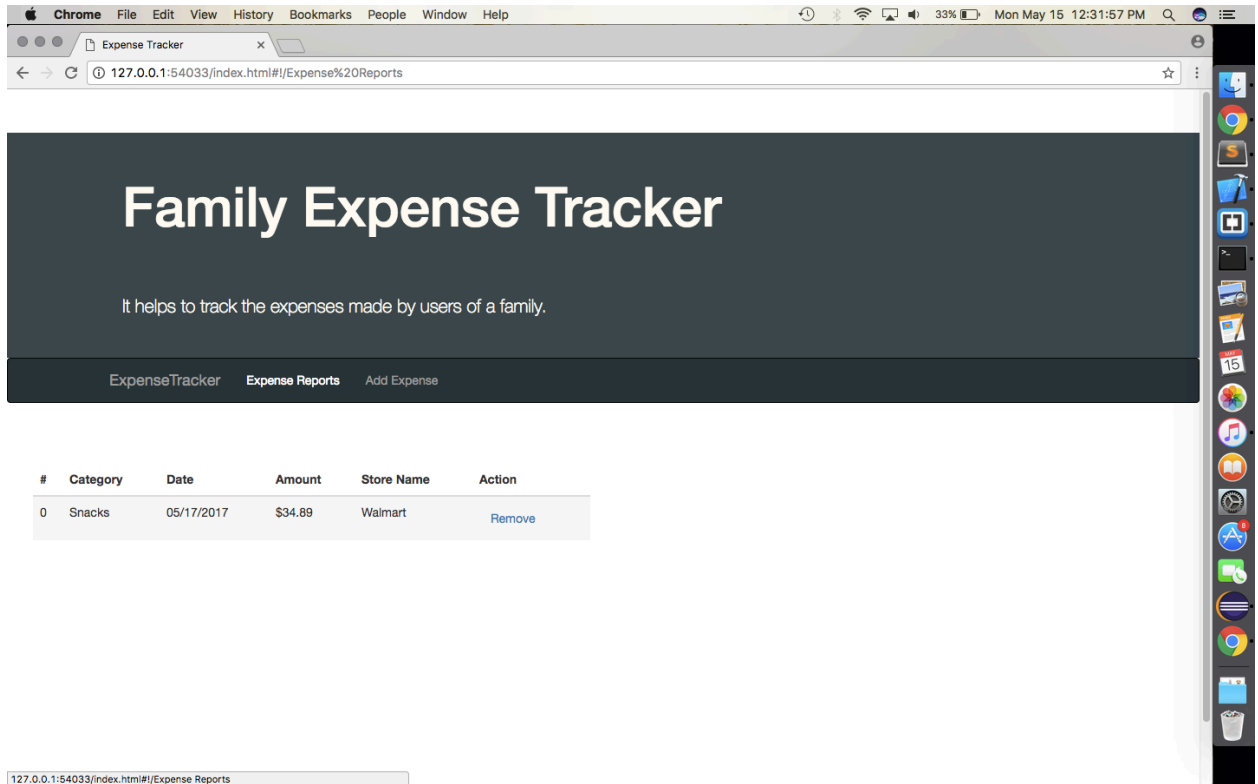 Chrome File Edit View History Bookmarks People Window Help 33% Mon May 15 12:31:57 PM
Expense Tracker
127.0.0.1:54033/index.html#!/Expense%20Reports
Family Expense Tracker
It helps to track the expenses made by users of a family.
ExpenseTracker Expense Reports Add Expense
# Category Date Amount Store Name Action
0 Snacks 05/17/2017 $34.89 Walmart Remove
MAY
15
8
127.0.0.1:54033/index.html#!/Expense Reports